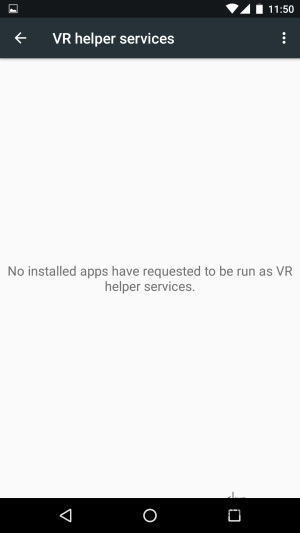 11:50
VR helper services
No installed apps have requested to be run as VR
helper services.